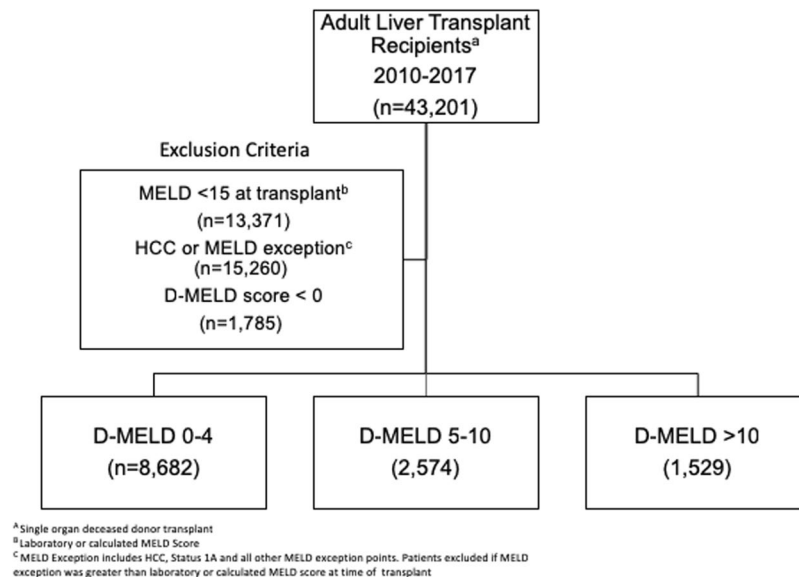 Adult Liver Transplant
Recipientsᵃ
2010-2017
(n=43,201)
Exclusion Criteria
MELD <15 at transplantᵇ
(n=13,371)
HCC or MELD exceptionᶜ
(n=15,260)
D-MELD score < 0
(n=1,785)
D-MELD 0-4
(n=8,682)
D-MELD 5-10
(2,574)
D-MELD >10
(1,529)
ᴬ Single organ deceased donor transplant
ᴮ Laboratory or calculated MELD Score
ᶜ MELD Exception includes HCC, Status 1A and all other MELD exception points. Patients excluded if MELD
exception was greater than laboratory or calculated MELD score at time of transplant